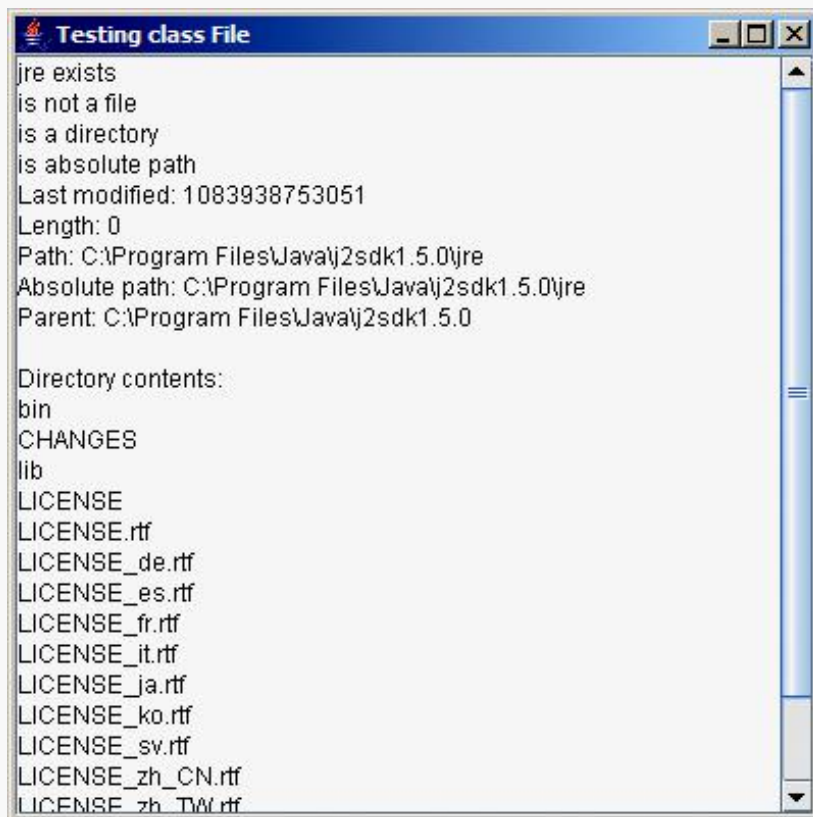 Testing class File
jre exists
is not a file
is a directory
is absolute path
Last modified: 1083938753051
Length: 0
Path: C:\Program Files\Java\j2sdk1.5.0\jre
Absolute path: C:\Program Files\Java\j2sdk1.5.0\jre
Parent: C:\Program Files\Java\j2sdk1.5.0
Directory contents:
bin
CHANGES
lib
LICENSE
LICENSE.rtf
LICENSE_de.rtf
LICENSE_es.rtf
LICENSE_fr.rtf
LICENSE_it.rtf
LICENSE_ja.rtf
LICENSE_ko.rtf
LICENSE_sv.rtf
LICENSE_zh_CN.rtf
LICENSE_zh_TW.rtf